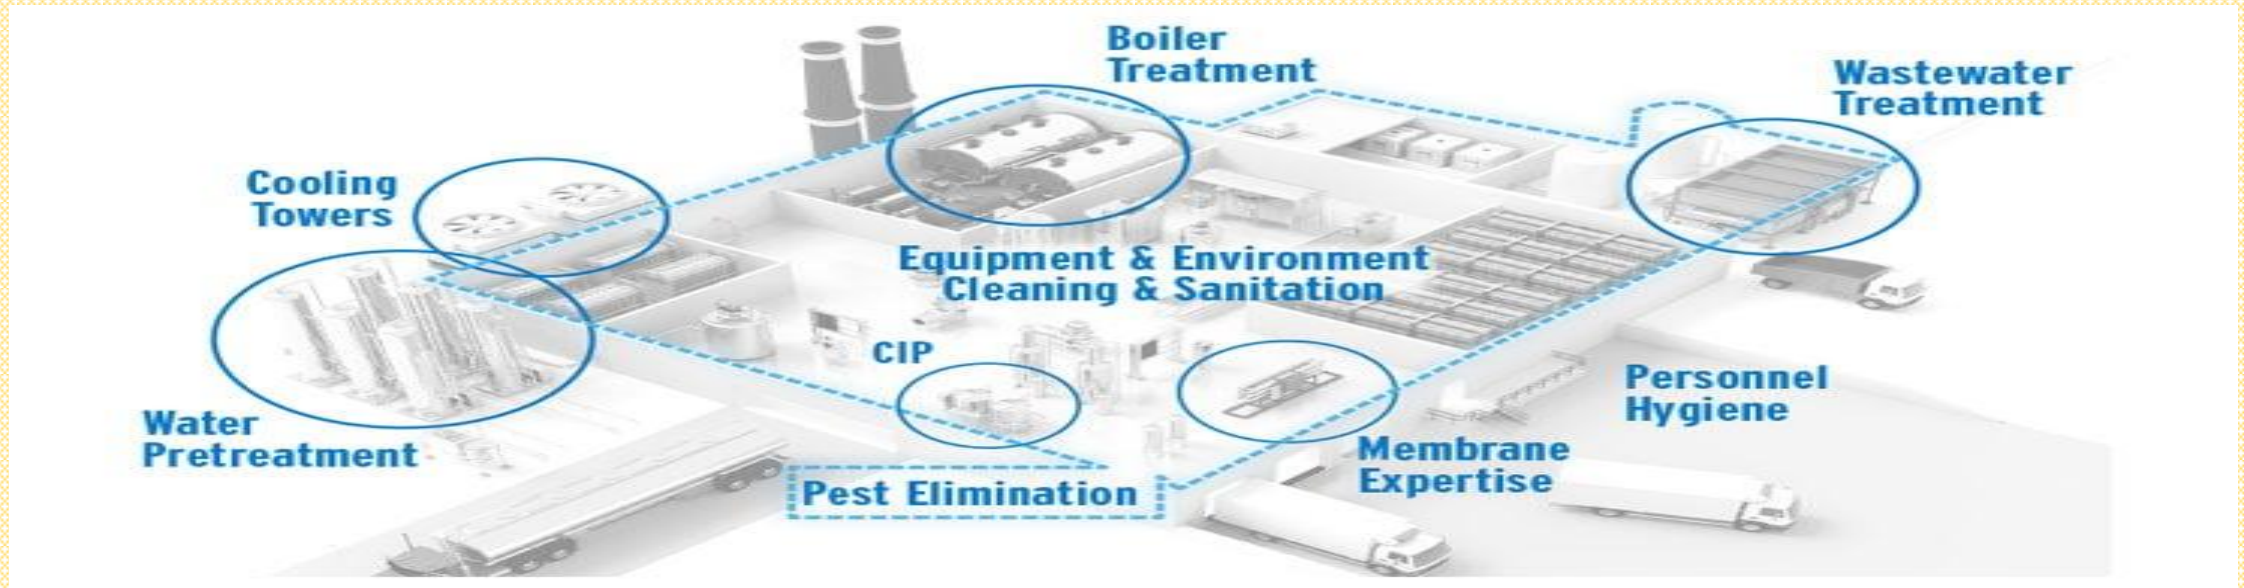 Boiler
Treatment
Wastewater
Treatment
Cooling
Towers
Equipment & Environment
Cleaning & Sanitation
CIP
Personnel
Hygiene
Water
Pretreatment
Membrane
Expertise
Pest Elimination